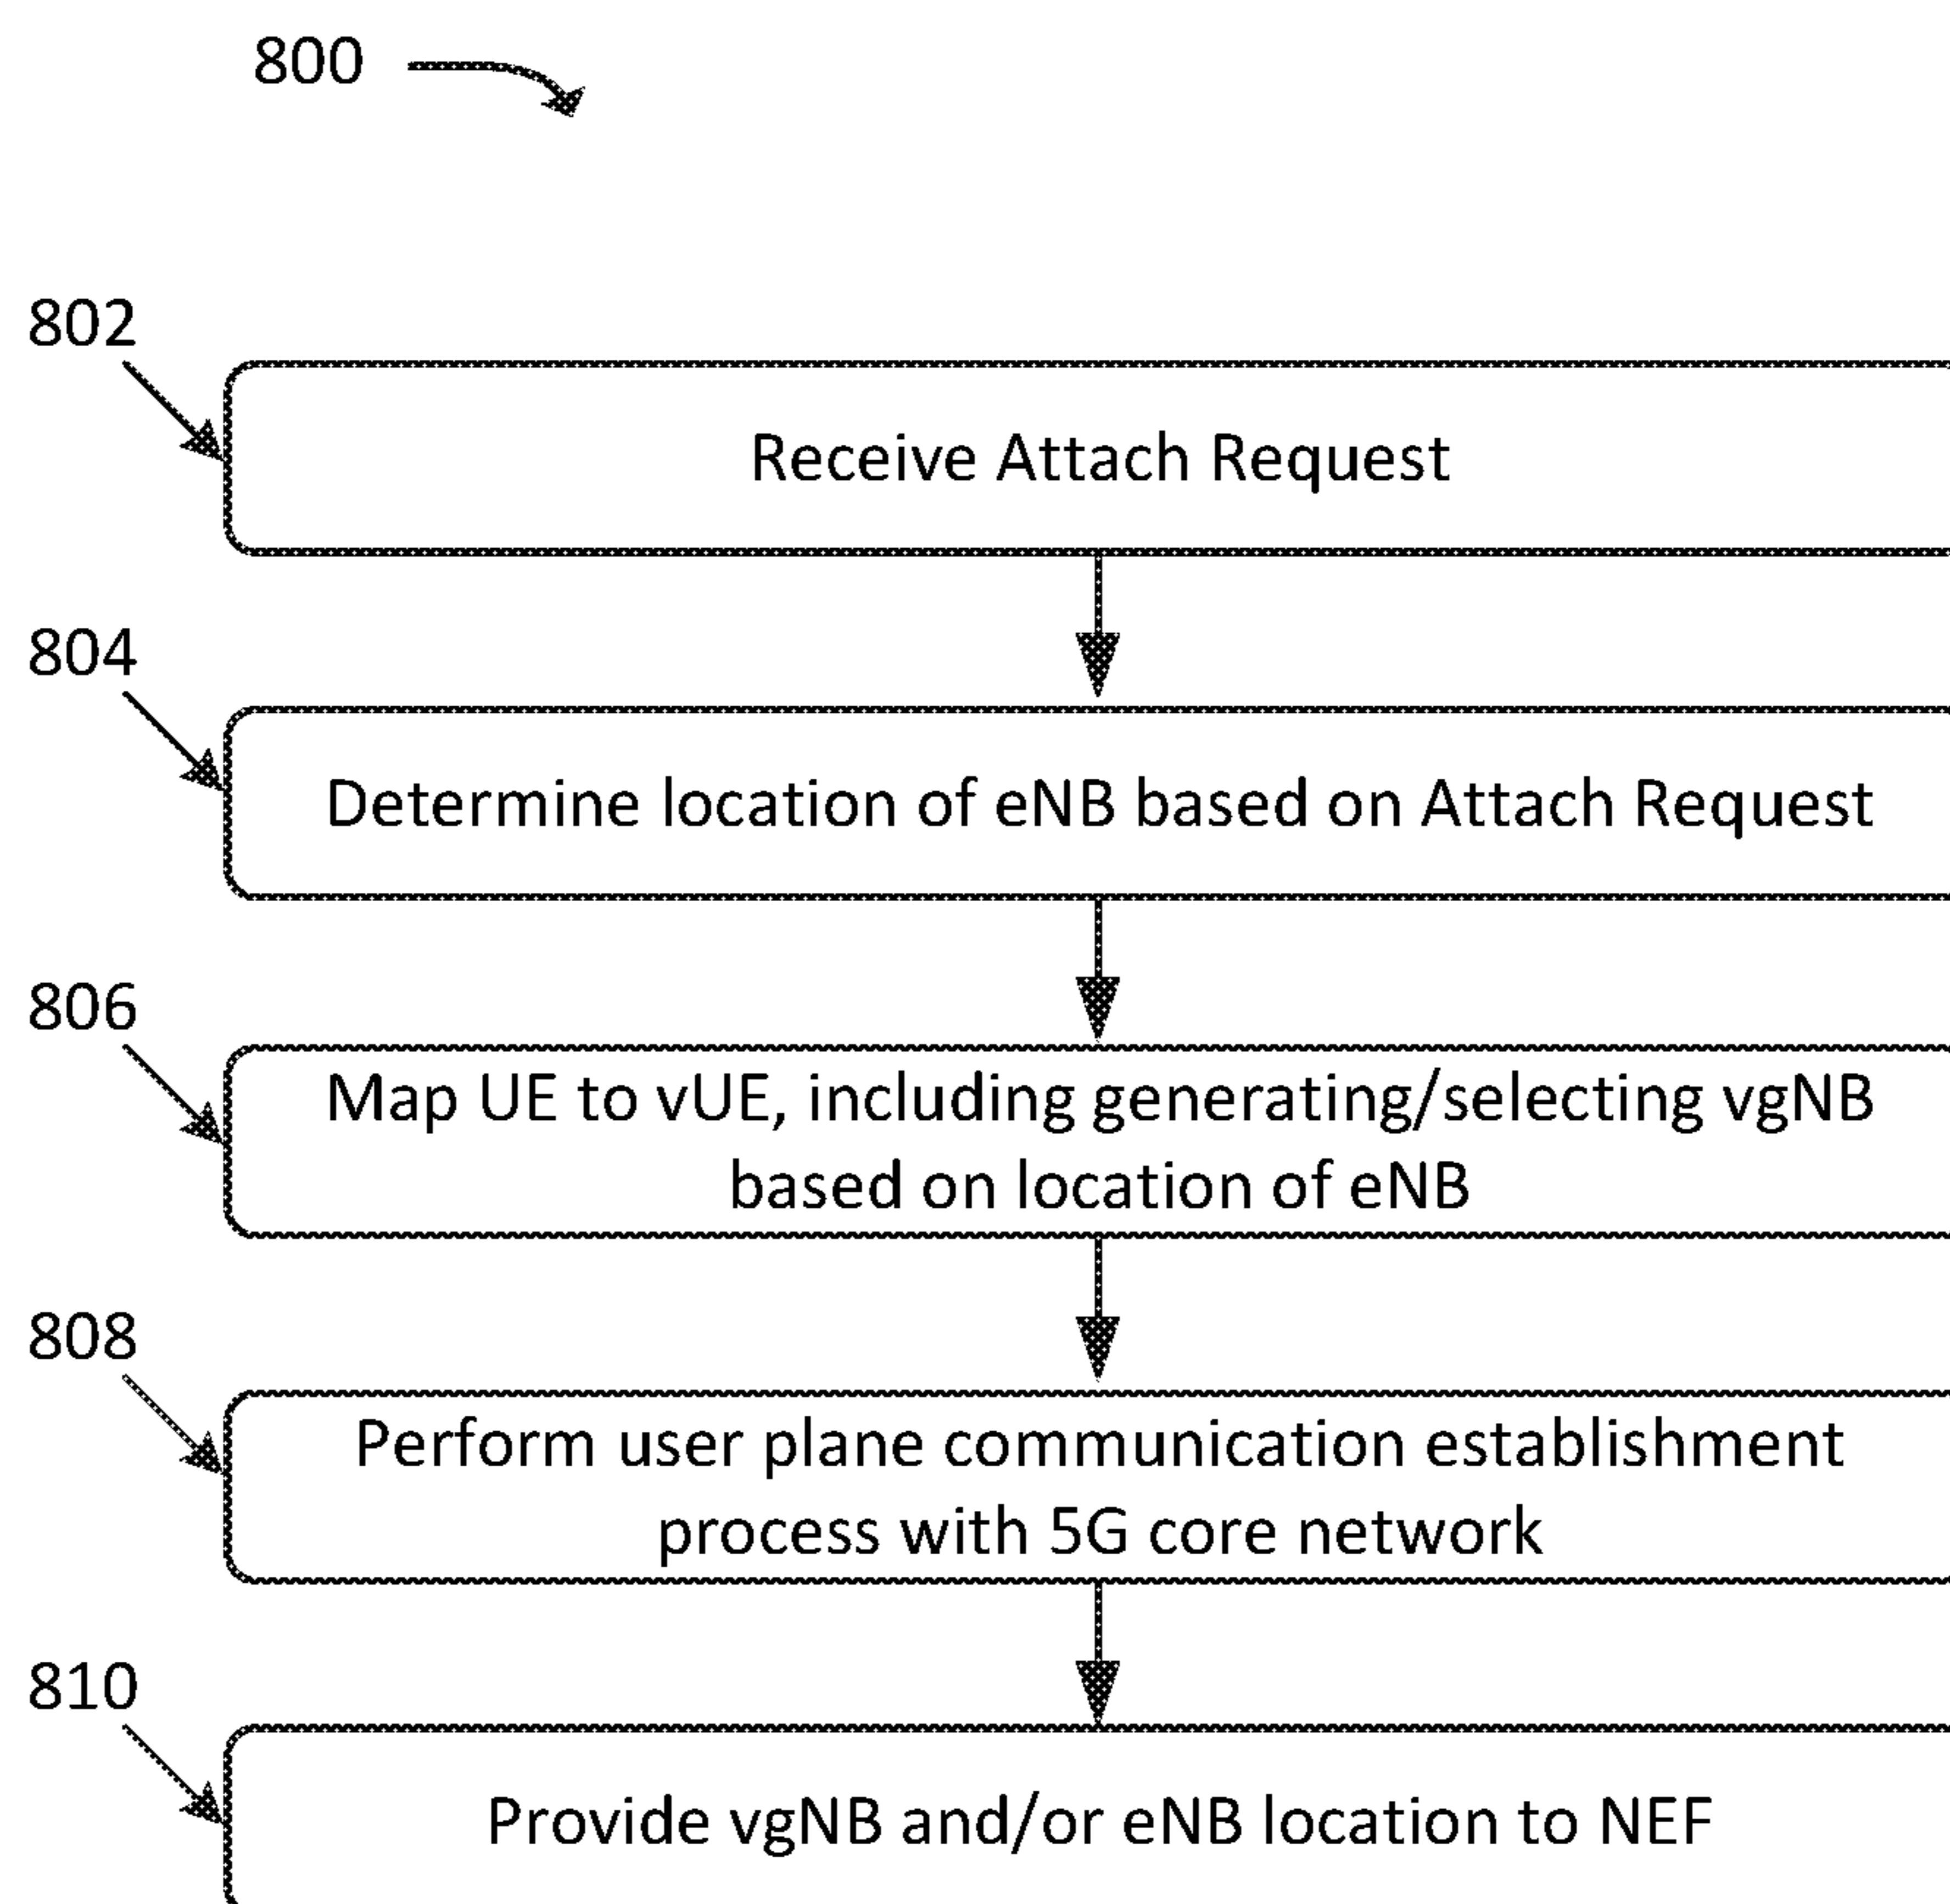 800
802
Receive Attach Request
804
Determine location of eNB based on Attach Request
806
Map UE to vUE, including generating/selecting vgNB
based on location of eNB
808
Perform user plane communication establishment
process with 5G core network
810
Provide vgNB and/or eNB location to NEF